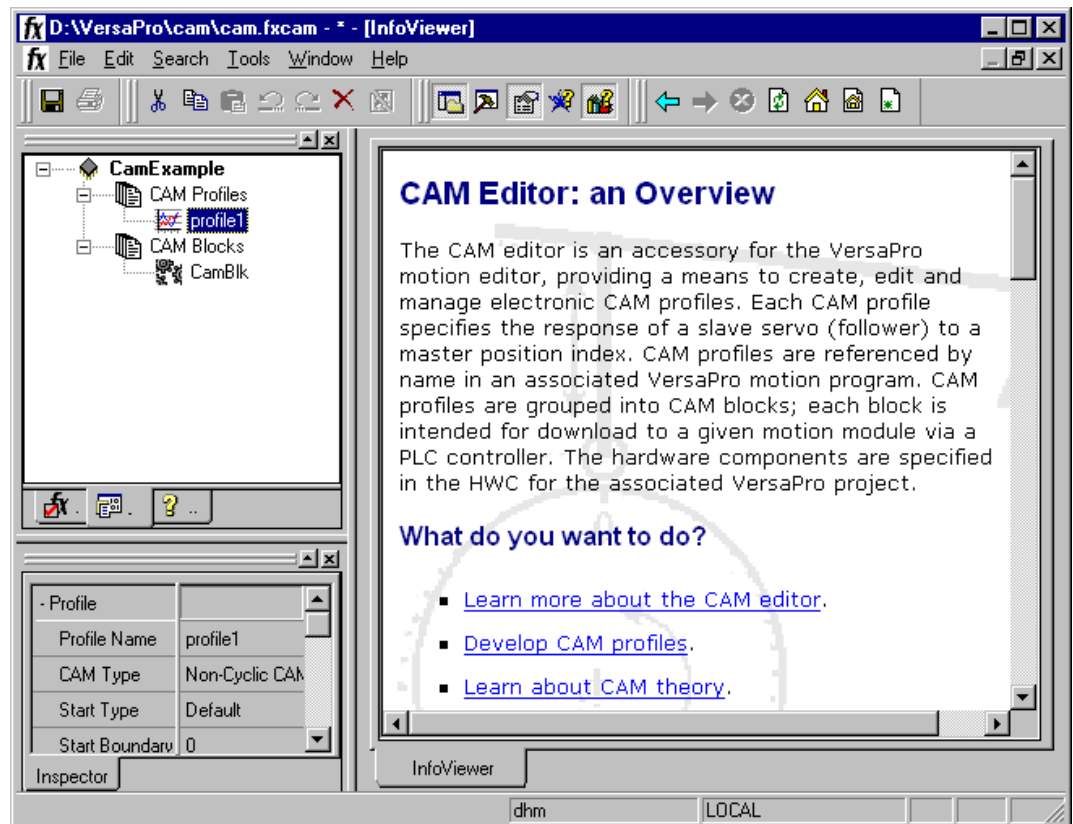 fx D:\VersaPro\cam\cam.fxcam - * - [InfoViewer]
fx File Edit Search Tools Window Help
CamExample
CAM Profiles
profile1
CAM Blocks
CamBlk
fx . . ? ..
- Profile
Profile Name profile1
CAM Type Non-Cyclic CAM
Start Type Default
Start Boundary 0
Inspector
CAM Editor: an Overview
The CAM editor is an accessory for the VersaPro
motion editor, providing a means to create, edit and
manage electronic CAM profiles. Each CAM profile
specifies the response of a slave servo (follower) to a
master position index. CAM profiles are referenced by
name in an associated VersaPro motion program. CAM
profiles are grouped into CAM blocks; each block is
intended for download to a given motion module via a
PLC controller. The hardware components are specified
in the HWC for the associated VersaPro project.
What do you want to do?
Learn more about the CAM editor.
Develop CAM profiles.
Learn about CAM theory.
InfoViewer
dhm LOCAL